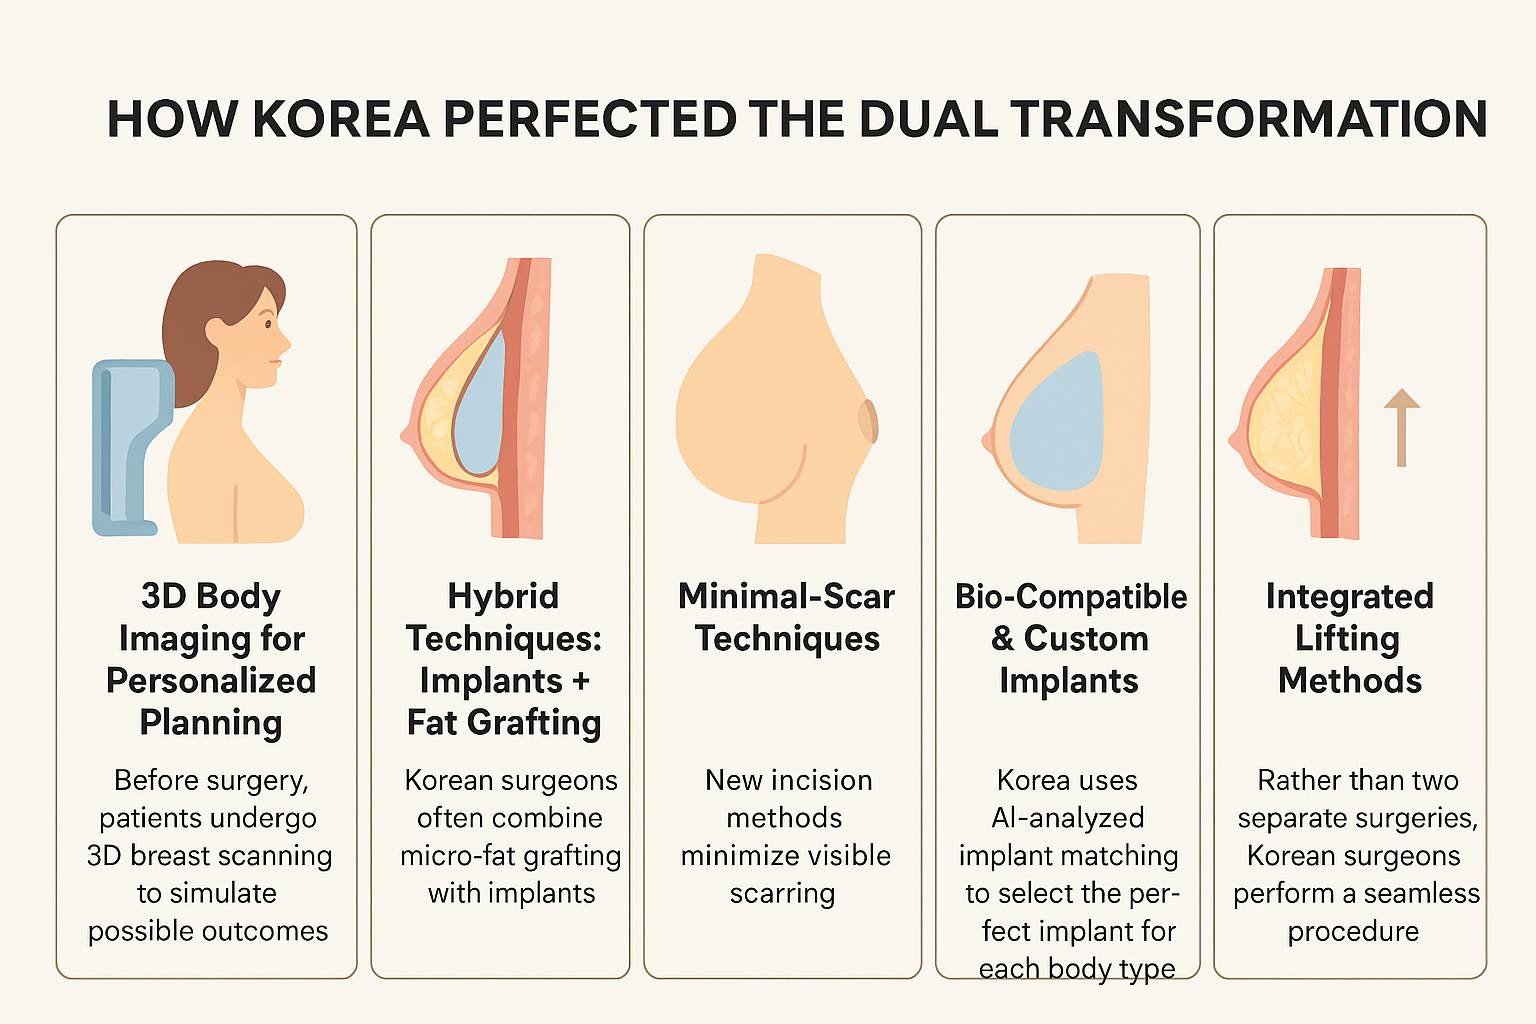 HOW KOREA PERFECTED THE DUAL TRANSFORMATION
3D Body
Imaging for
Personalized
Planning
Before surgery,
patients undergo
3D breast scanning
to simulate
possible outcomes
Hybrid
Techniques:
Implants +
Fat Grafting
Korean surgeons
often combine
micro-fat grafting
with implants
Minimal-Scar
Techniques
New incision
methods
minimize visible
scarring
Bio-Compatible
& Custom
Implants
Korea uses
AI-analyzed
implant matching
to select the per-
fect implant for
each body type
Integrated
Lifting
Methods
Rather than two
separate surgeries,
Korean surgeons
perform a seamless
procedure